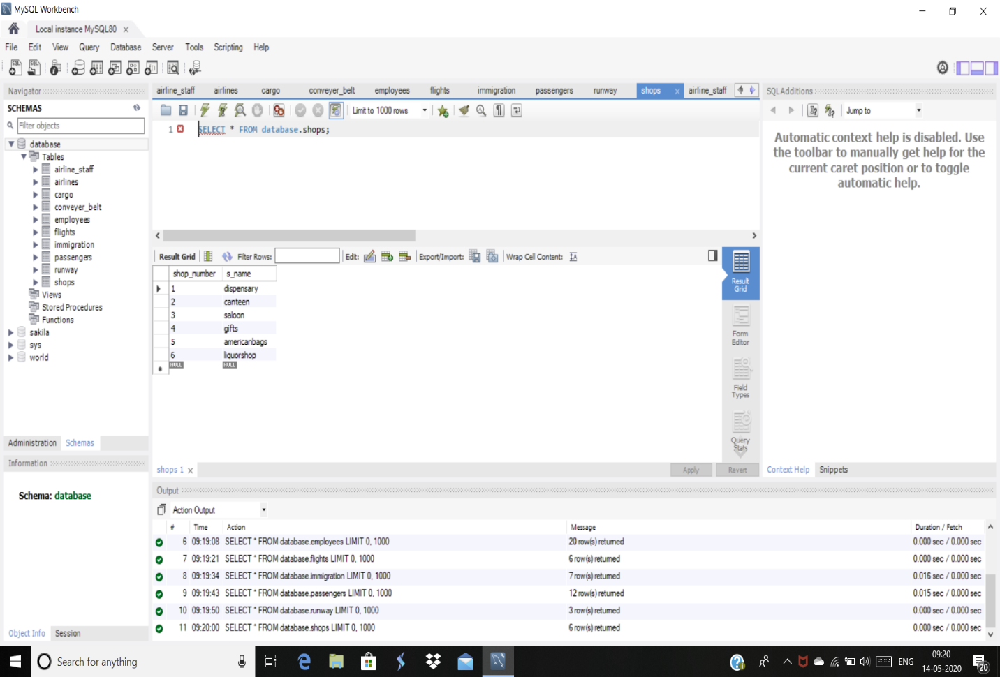 MySQL Workbench
Local instance MySQL80
File Edit View Query Database Server Tools Scripting Help
Navigator
SCHEMAS
Filter objects
database
Tables
airline_staff
airlines
cargo
conveyer_belt
employees
flights
immigration
passengers
runway
shops
Views
Stored Procedures
Functions
sakila
sys
world
Administration Schemas
Information
Schema: database
Object Info Session
airline_staff airlines cargo conveyer_belt employees flights immigration passengers runway shops airline_staff
Limit to 1000 rows
1 SELECT * FROM database.shops;
Result Grid Filter Rows: Edit: Export/Import: Wrap Cell Content:
shop_number s_name
1 dispensary
2 canteen
3 saloon
4 gifts
5 americanbags
6 liquorshop
NULL NULL
Result
Grid
Form
Editor
Field
Types
Query
Stats
shops 1
Apply Revert
SQLAdditions
Jump to
Automatic context help is disabled. Use
the toolbar to manually get help for the
current caret position or to toggle
automatic help.
Context Help Snippets
Output
Action Output
# Time Action Message Duration / Fetch
6 09:19:08 SELECT * FROM database.employees LIMIT 0, 1000 20 row(s) returned 0.000 sec / 0.000 sec
7 09:19:21 SELECT * FROM database.flights LIMIT 0, 1000 6 row(s) returned 0.000 sec / 0.000 sec
8 09:19:34 SELECT * FROM database.immigration LIMIT 0, 1000 7 row(s) returned 0.016 sec / 0.000 sec
9 09:19:43 SELECT * FROM database.passengers LIMIT 0, 1000 12 row(s) returned 0.015 sec / 0.000 sec
10 09:19:50 SELECT * FROM database.runway LIMIT 0, 1000 3 row(s) returned 0.000 sec / 0.000 sec
11 09:20:00 SELECT * FROM database.shops LIMIT 0, 1000 6 row(s) returned 0.000 sec / 0.000 sec
Search for anything
ENG
09:20
14-05-2020
20